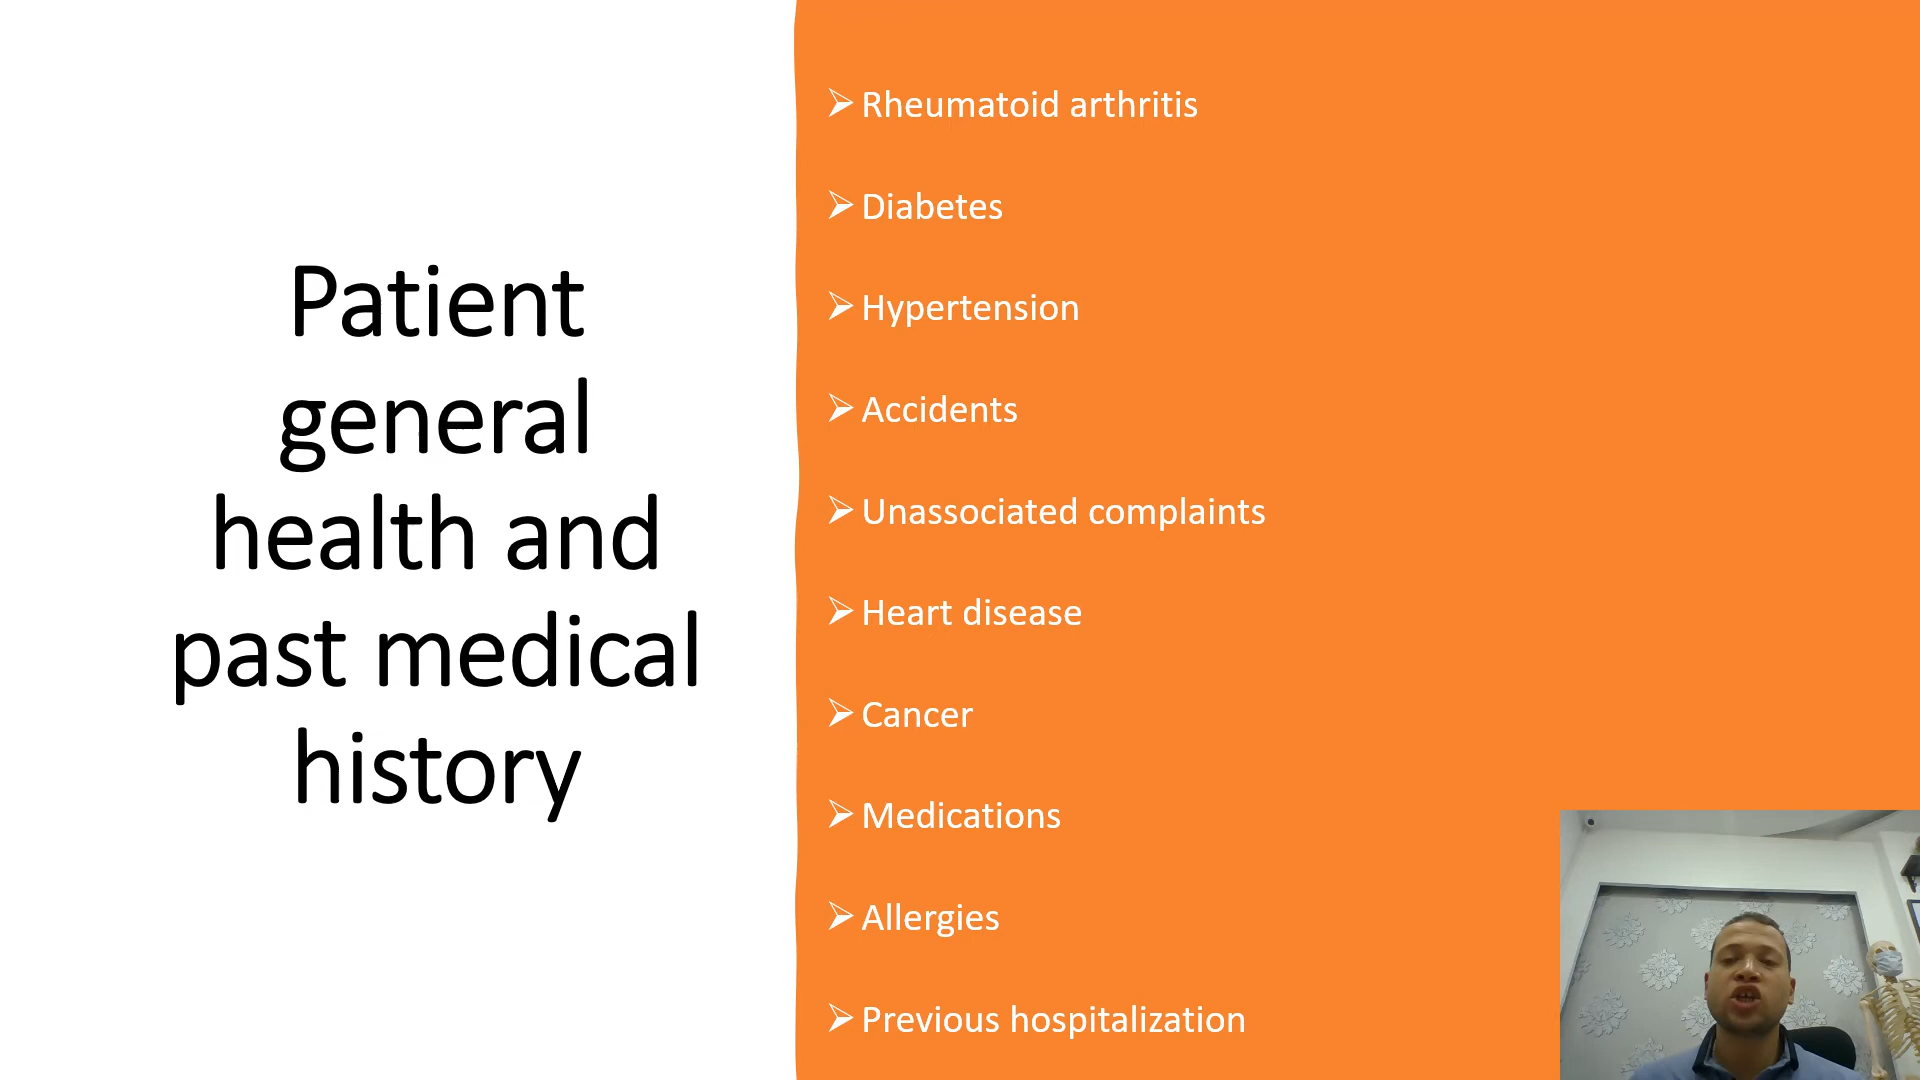 Patient
general
health and
past medical
history
Rheumatoid arthritis
Diabetes
Hypertension
Accidents
Unassociated complaints
Heart disease
Cancer
Medications
Allergies
Previous hospitalization